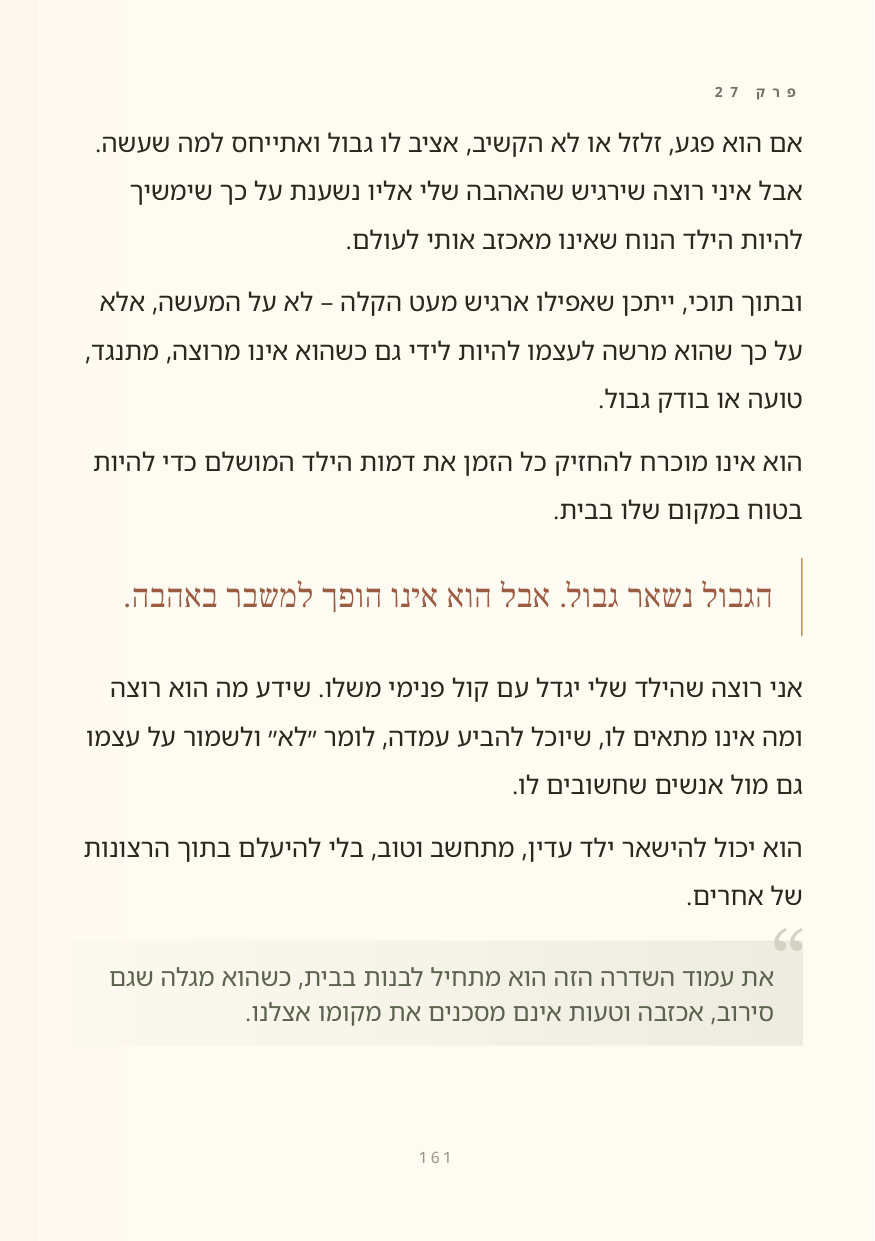 פרק 27
אם הוא פגע, זלזל או לא הקשיב, אציב לו גבול ואתייחס למה שעשה.
אבל איני רוצה שירגיש שהאהבה שלי אליו נשענת על כך שימשיך
להיות הילד הנוח שאינו מאכזב אותי לעולם.
ובתוך תוכי, ייתכן שאפילו ארגיש מעט הקלה – לא על המעשה, אלא
על כך שהוא מרשה לעצמו להיות לידי גם כשהוא אינו מרוצה, מתנגד,
טועה או בודק גבול.
הוא אינו מוכרח להחזיק כל הזמן את דמות הילד המושלם כדי להיות
בטוח במקום שלו בבית.
הגבול נשאר גבול. אבל הוא אינו הופך למשבר באהבה.
אני רוצה שהילד שלי יגדל עם קול פנימי משלו. שידע מה הוא רוצה
ומה אינו מתאים לו, שיוכל להביע עמדה, לומר ״לא״ ולשמור על עצמו
גם מול אנשים שחשובים לו.
הוא יכול להישאר ילד עדין, מתחשב וטוב, בלי להיעלם בתוך הרצונות
של אחרים.
“
את עמוד השדרה הזה הוא מתחיל לבנות בבית, כשהוא מגלה שגם
סירוב, אכזבה וטעות אינם מסכנים את מקומו אצלנו.
161